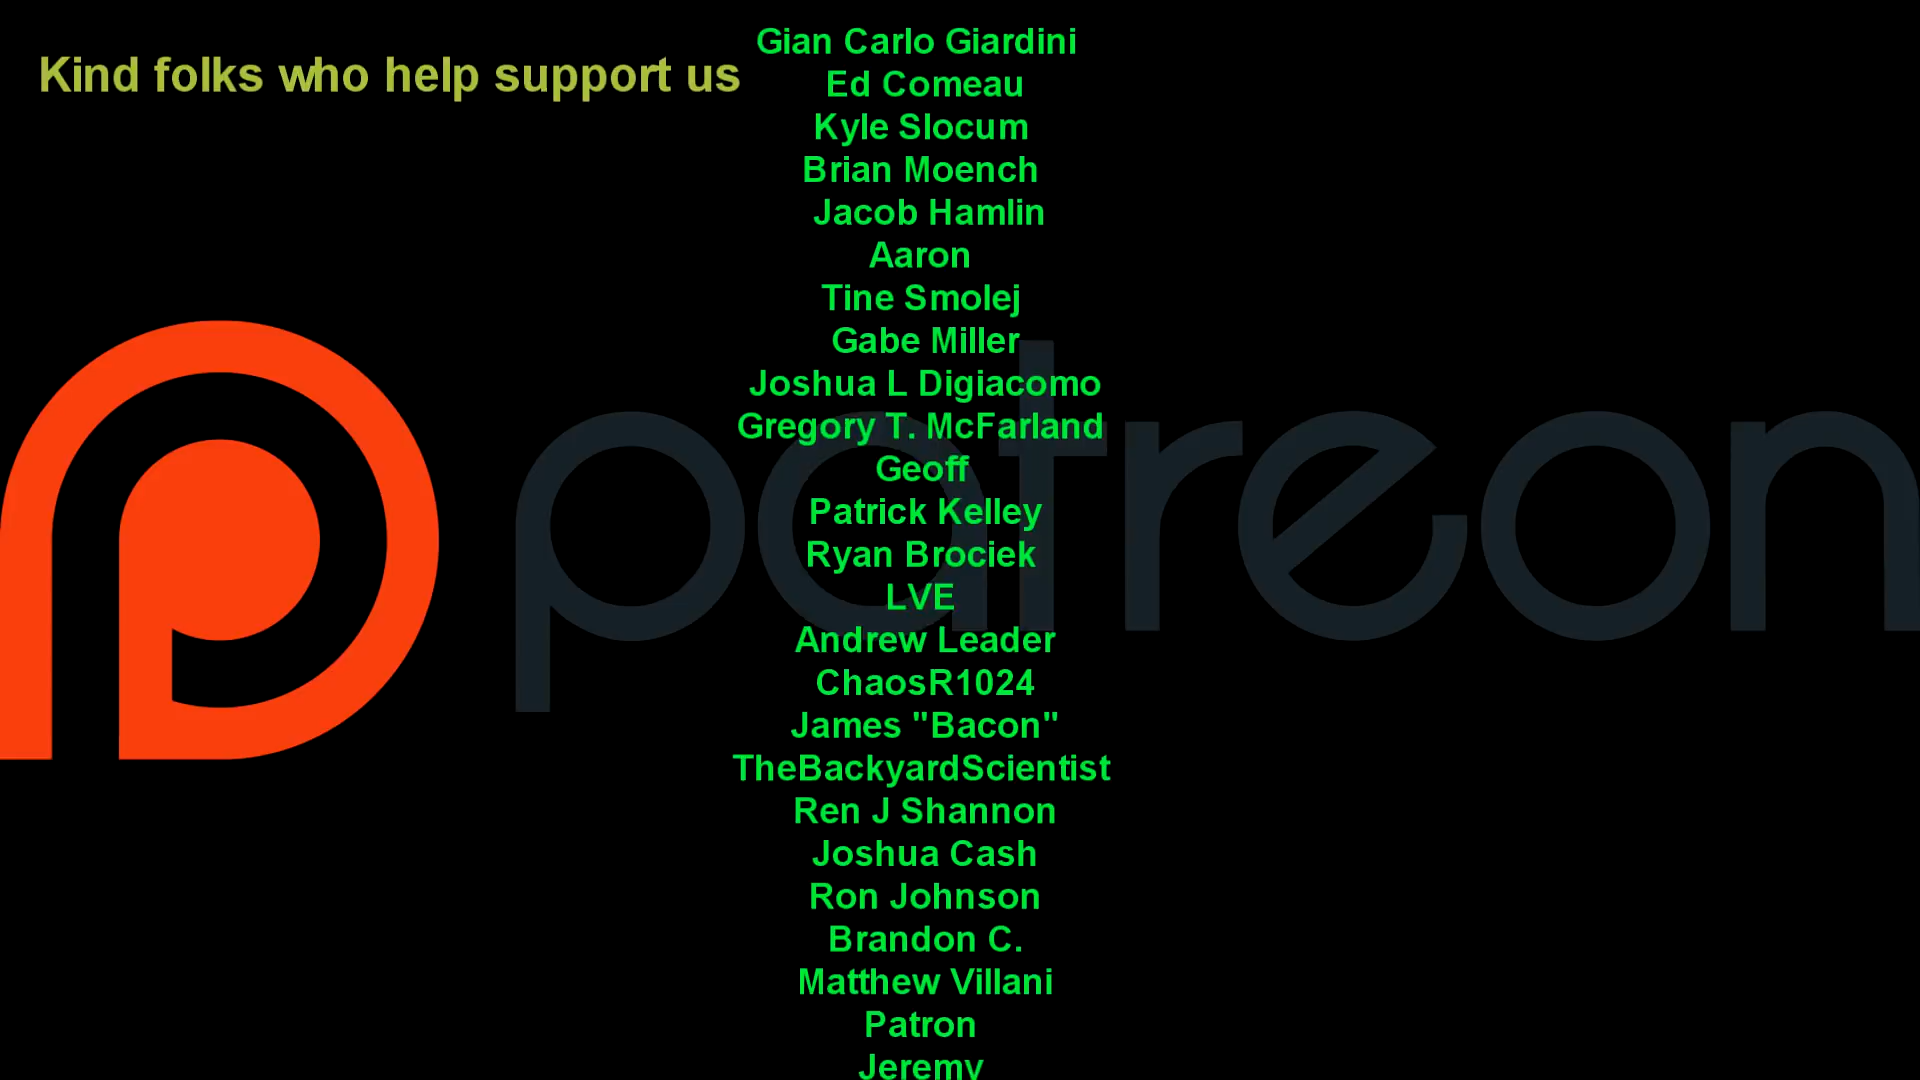 Kind folks who help support us
Gian Carlo Giardini
Ed Comeau
Kyle Slocum
Brian Moench
Jacob Hamlin
Aaron
Tine Smolej
Gabe Miller
Joshua L Digiacomo
Gregory T. McFarland
Geoff
Patrick Kelley
Ryan Brociek
LVE
Andrew Leader
ChaosR1024
James "Bacon"
TheBackyardScientist
Ren J Shannon
Joshua Cash
Ron Johnson
Brandon C.
Matthew Villani
Patron
Jeremy
patreon